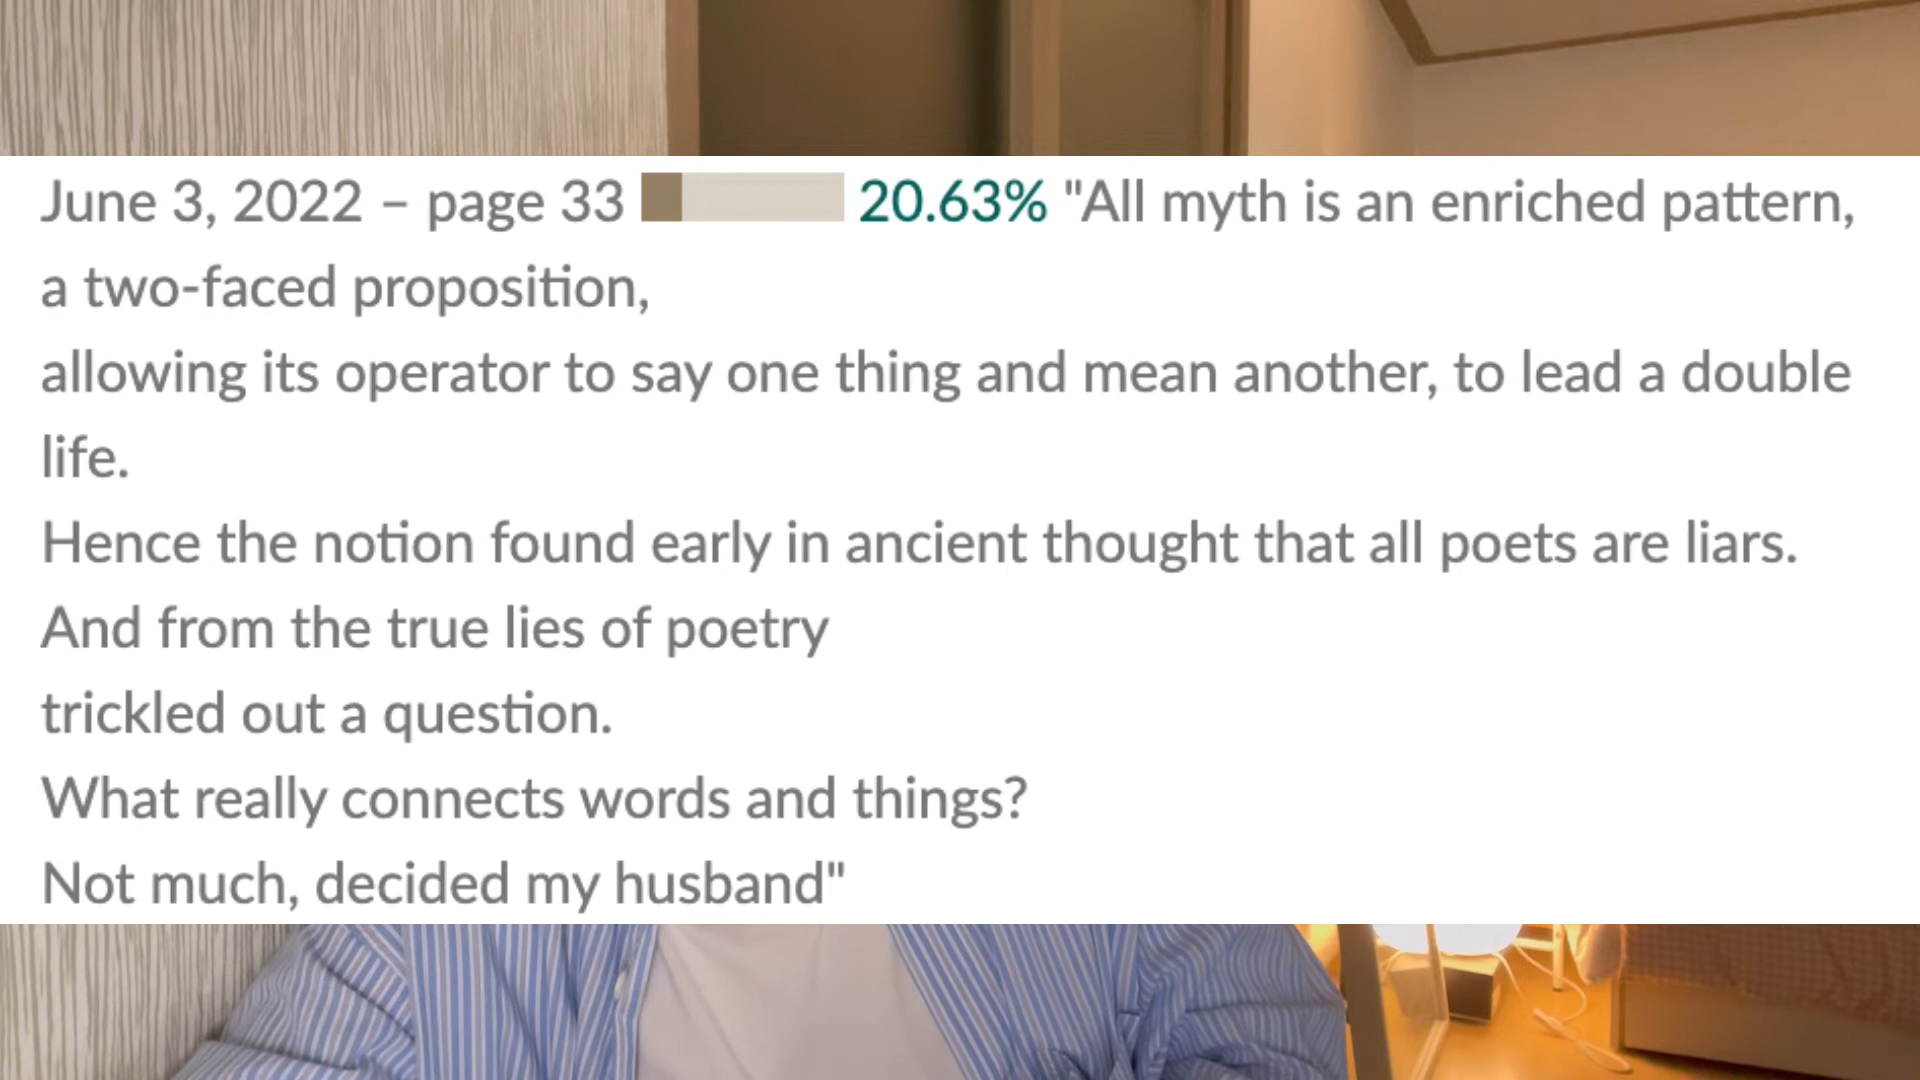 June 3, 2022 – page 33 20.63% "All myth is an enriched pattern,
a two-faced proposition,
allowing its operator to say one thing and mean another, to lead a double
life.
Hence the notion found early in ancient thought that all poets are liars.
And from the true lies of poetry
trickled out a question.
What really connects words and things?
Not much, decided my husband"